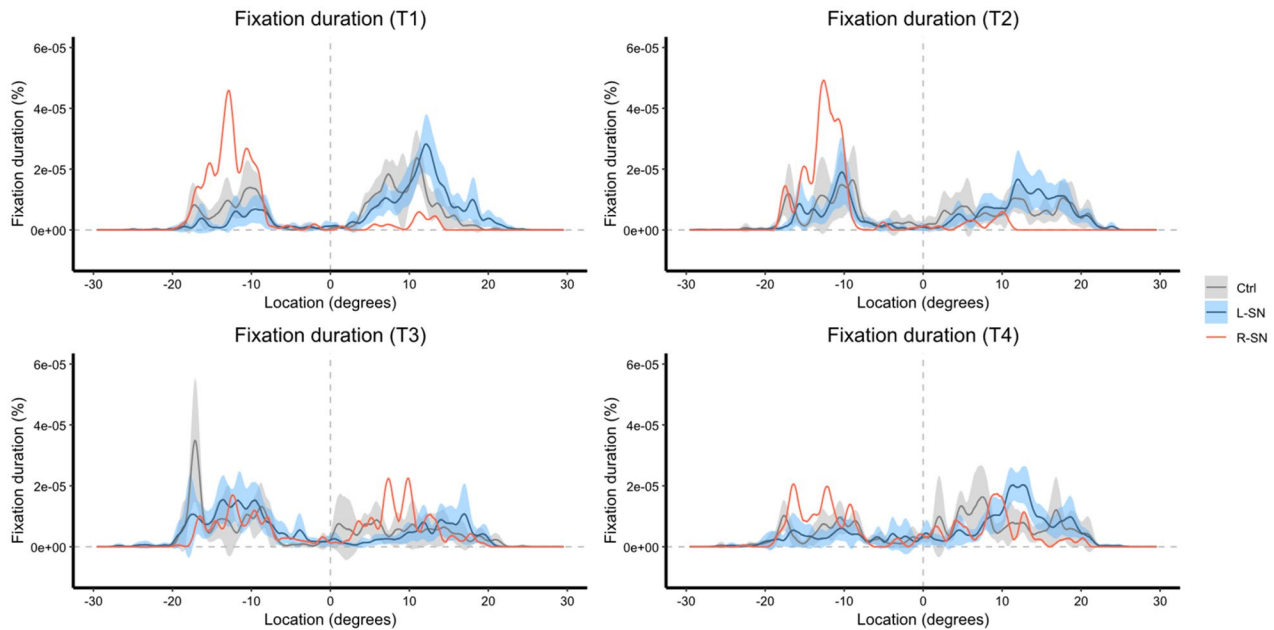 Fixation duration (T1)
Fixation duration (%)
6e-05
4e-05
2e-05
0e+00
-30 -20 -10 0 10 20 30
Location (degrees)
Fixation duration (T2)
Fixation duration (%)
6e-05
4e-05
2e-05
0e+00
-30 -20 -10 0 10 20 30
Location (degrees)
Fixation duration (T3)
Fixation duration (%)
6e-05
4e-05
2e-05
0e+00
-30 -20 -10 0 10 20 30
Location (degrees)
Fixation duration (T4)
Fixation duration (%)
6e-05
4e-05
2e-05
0e+00
-30 -20 -10 0 10 20 30
Location (degrees)
Ctrl
L-SN
R-SN